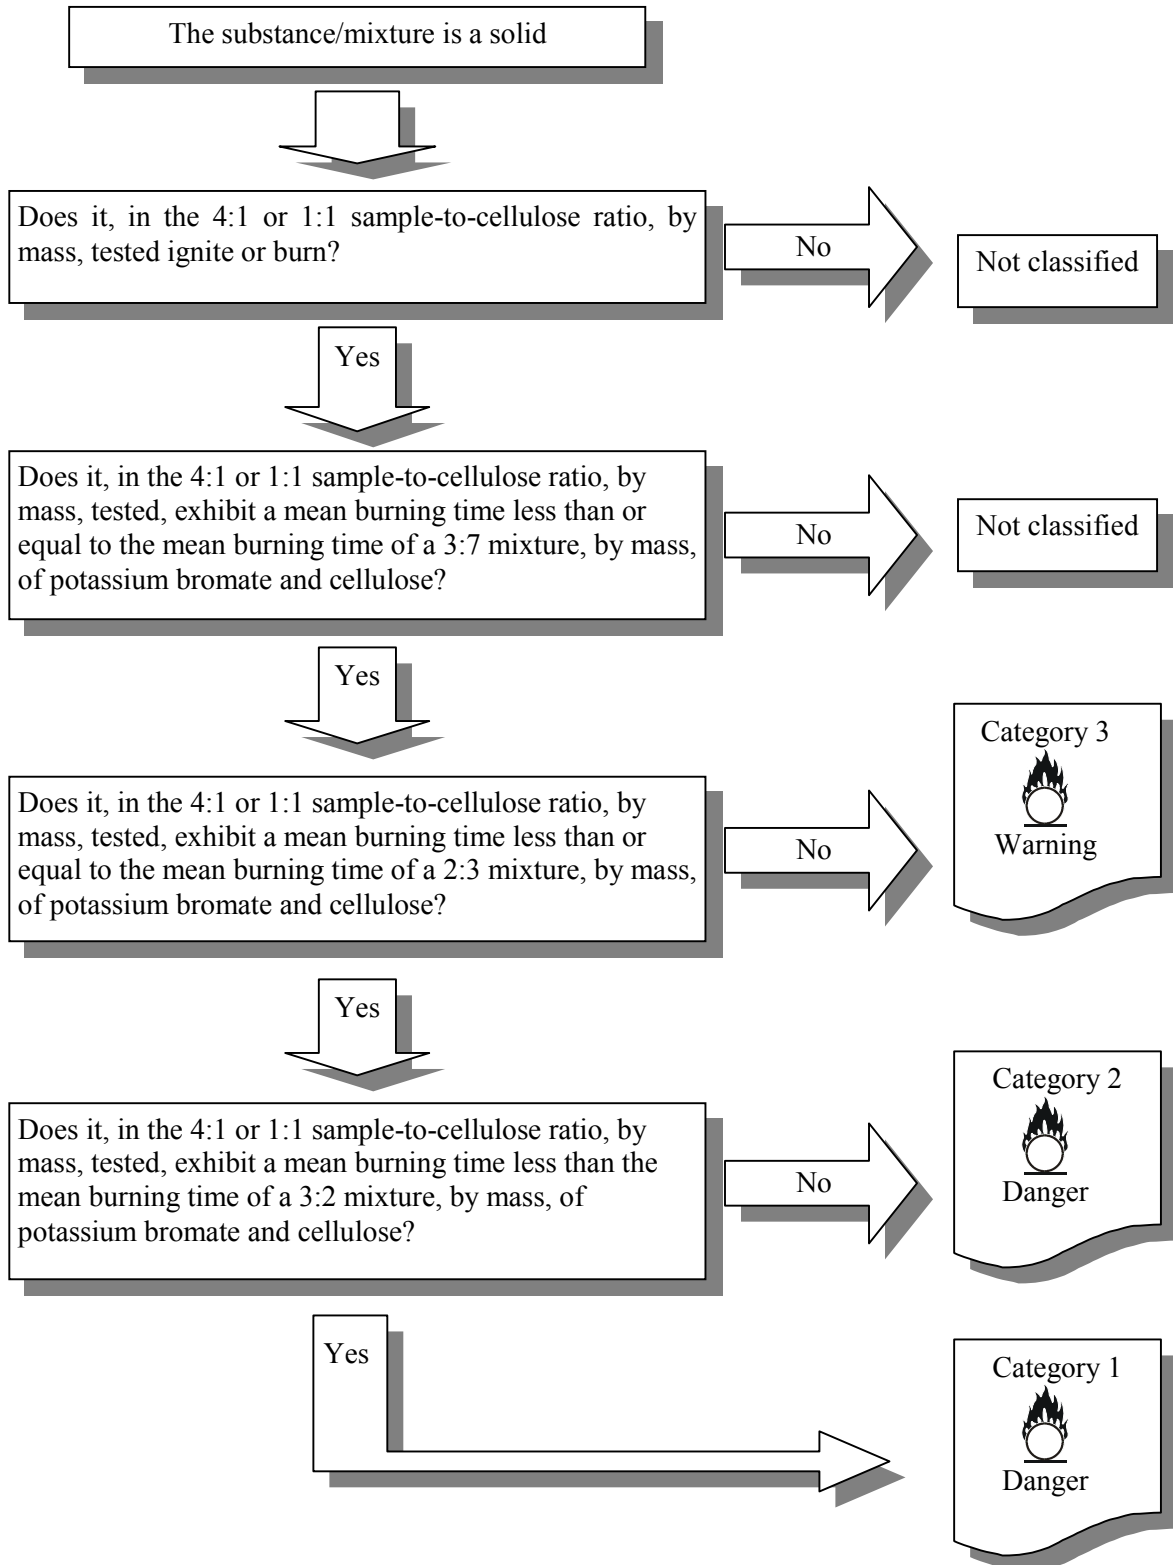 The substance/mixture is a solid
Does it, in the 4:1 or 1:1 sample-to-cellulose ratio, by
mass, tested ignite or burn?
No
Not classified
Yes
Does it, in the 4:1 or 1:1 sample-to-cellulose ratio, by
mass, tested, exhibit a mean burning time less than or
equal to the mean burning time of a 3:7 mixture, by mass,
of potassium bromate and cellulose?
No
Not classified
Yes
Does it, in the 4:1 or 1:1 sample-to-cellulose ratio, by
mass, tested, exhibit a mean burning time less than or
equal to the mean burning time of a 2:3 mixture, by mass,
of potassium bromate and cellulose?
No
Category 3
Warning
Yes
Does it, in the 4:1 or 1:1 sample-to-cellulose ratio, by
mass, tested, exhibit a mean burning time less than the
mean burning time of a 3:2 mixture, by mass, of
potassium bromate and cellulose?
No
Category 2
Danger
Yes
Category 1
Danger